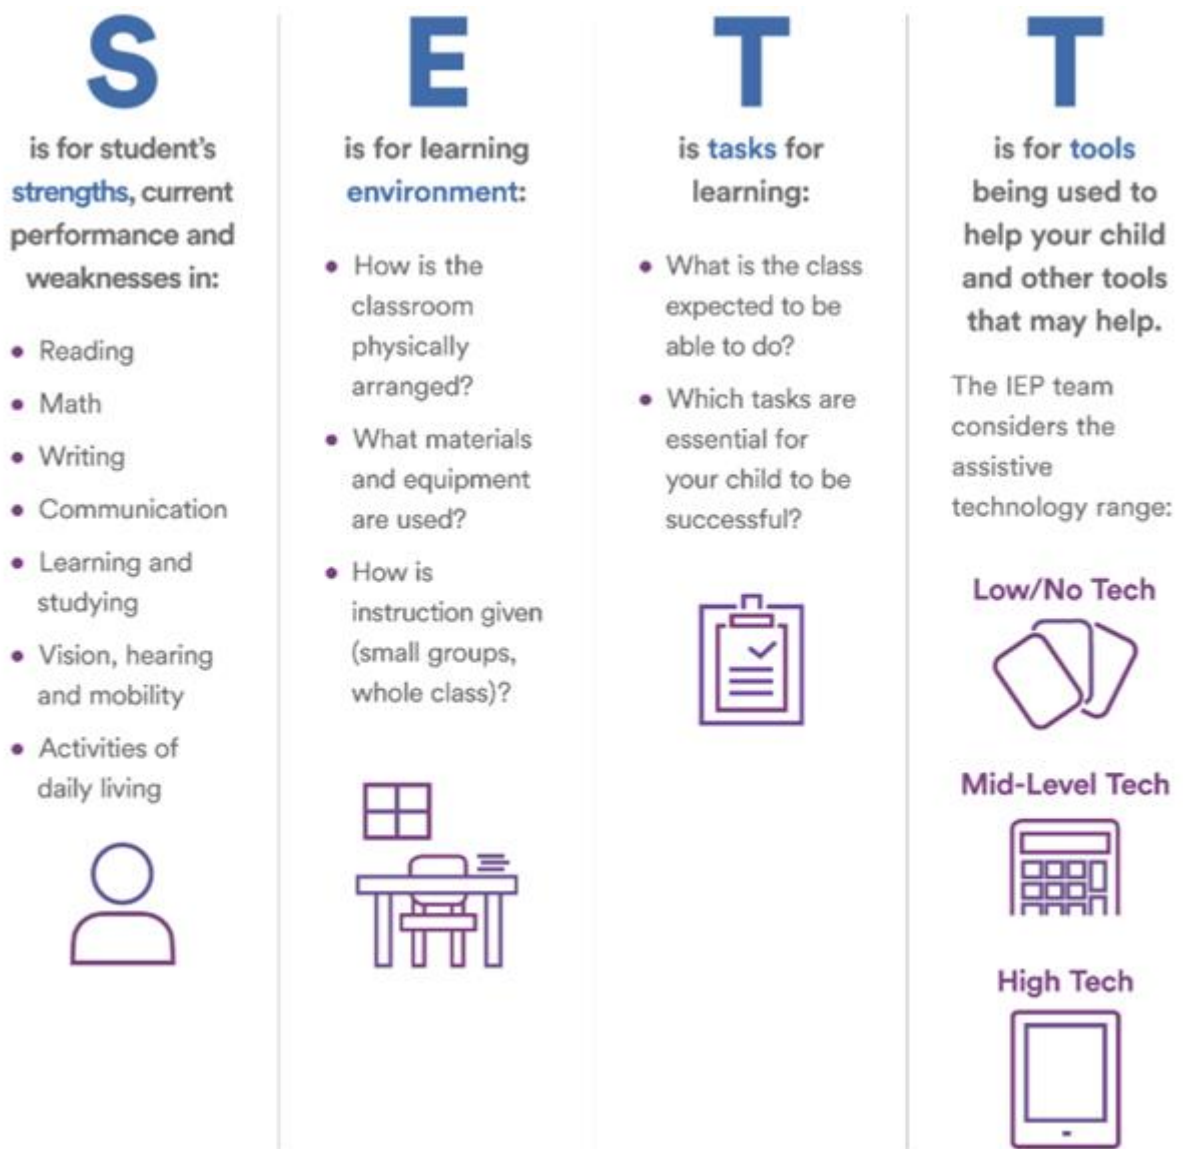 S
is for student's
strengths, current
performance and
weaknesses in:
• Reading
• Math
• Writing
• Communication
• Learning and
studying
• Vision, hearing
and mobility
• Activities of
daily living
E
is for learning
environment:
• How is the
classroom
physically
arranged?
• What materials
and equipment
are used?
• How is
instruction given
(small groups,
whole class)?
T
is tasks for
learning:
• What is the class
expected to be
able to do?
• Which tasks are
essential for
your child to be
successful?
T
is for tools
being used to
help your child
and other tools
that may help.
The IEP team
considers the
assistive
technology range:
Low/No Tech
Mid-Level Tech
High Tech